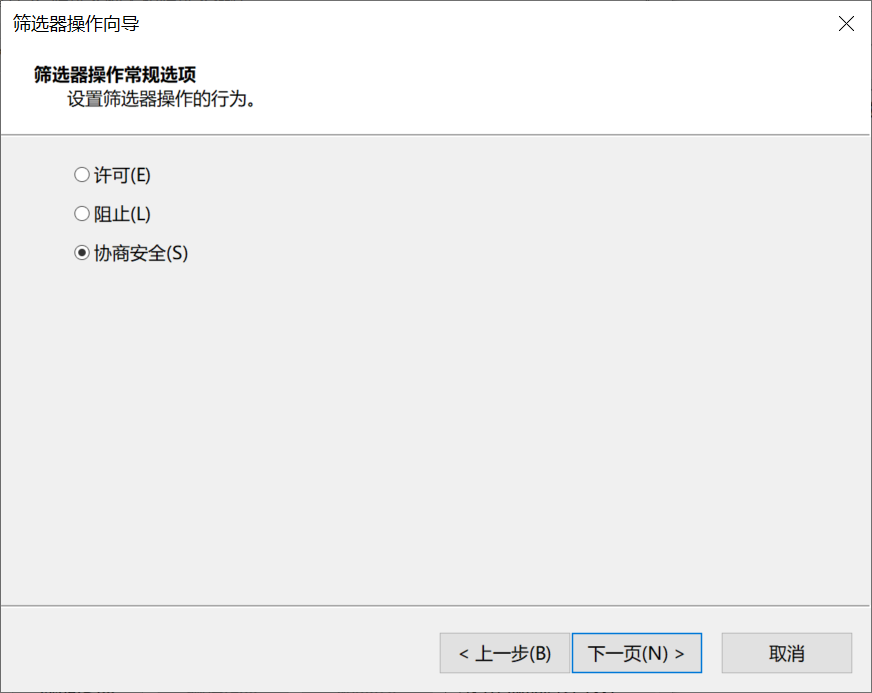 筛选器操作向导
筛选器操作常规选项
设置筛选器操作的行为。
许可(E)
阻止(L)
协商安全(S)
< 上一步(B)
下一页(N) >
取消